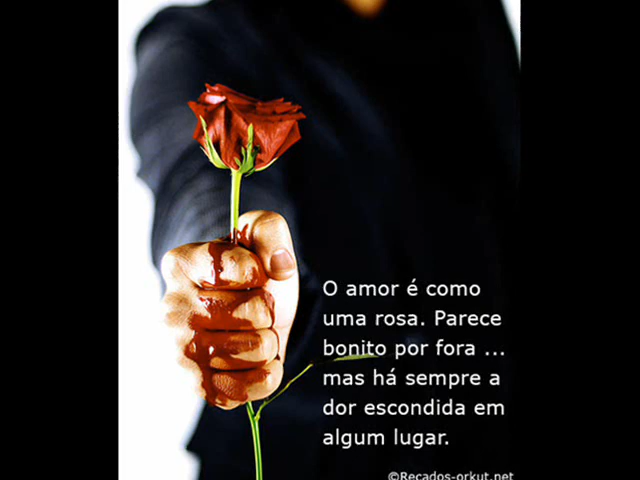 O amor é como
uma rosa. Parece
bonito por fora ...
mas há sempre a
dor escondida em
algum lugar.
©Recados-orkut.net